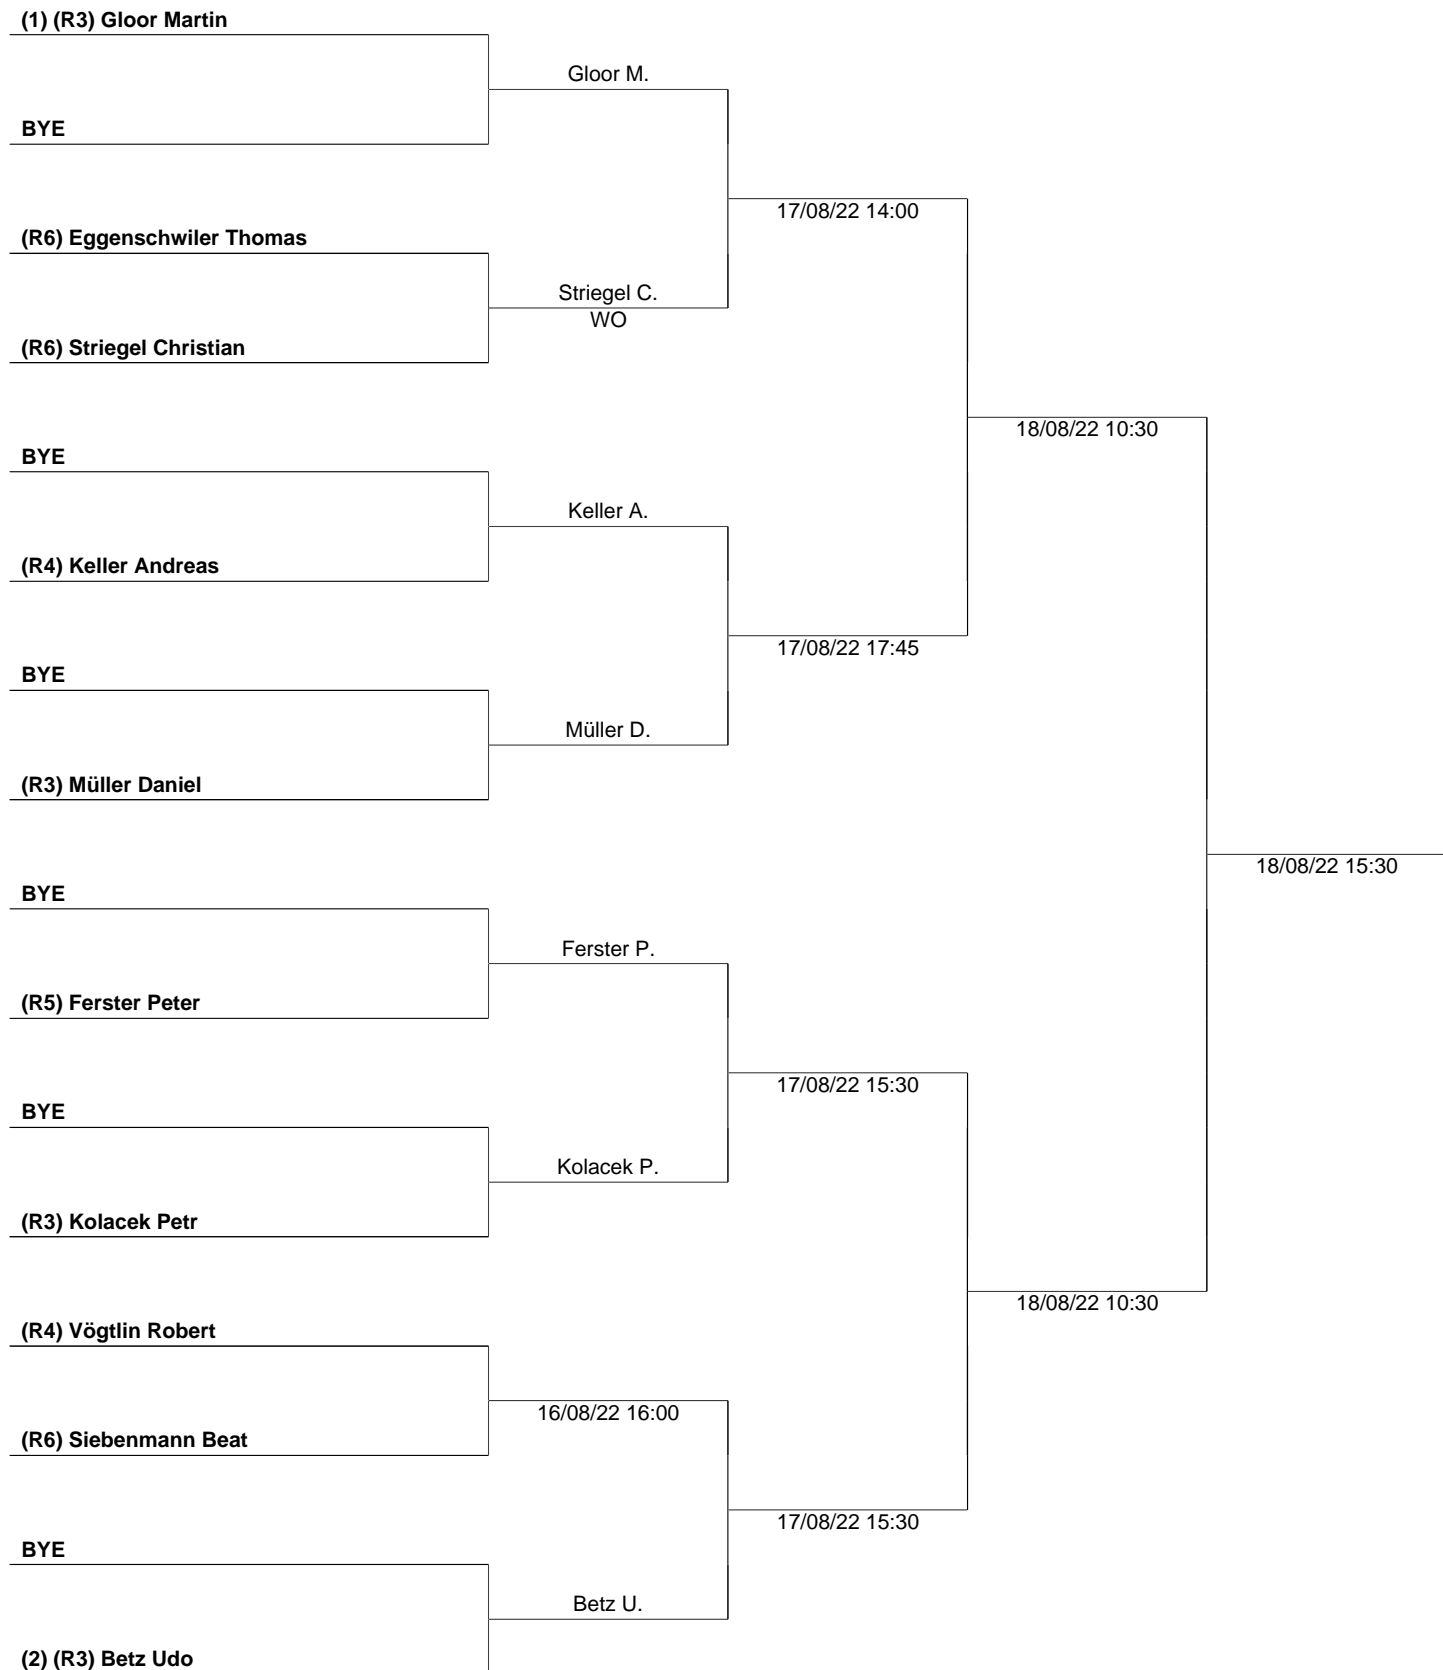 (1) (R3) Gloor Martin
Gloor M.
BYE
17/08/22 14:00
(R6) Eggenschwiler Thomas
Striegel C.
WO
(R6) Striegel Christian
18/08/22 10:30
BYE
Keller A.
(R4) Keller Andreas
17/08/22 17:45
BYE
Müller D.
(R3) Müller Daniel
18/08/22 15:30
BYE
Ferster P.
(R5) Ferster Peter
17/08/22 15:30
BYE
Kolacek P.
(R3) Kolacek Petr
18/08/22 10:30
(R4) Vögtlin Robert
16/08/22 16:00
(R6) Siebenmann Beat
17/08/22 15:30
BYE
Betz U.
(2) (R3) Betz Udo